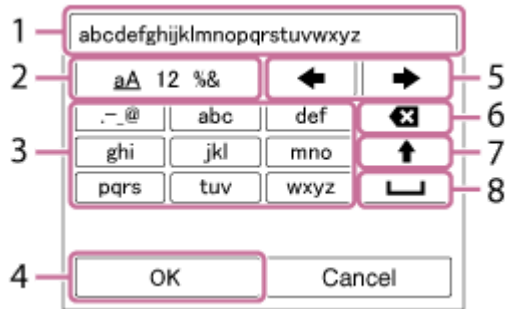 1 abcdefghijklmnopqrstuvwxyz
2 aA 12 %& 5
.-_@ abc def 6
3 ghi jkl mno 7
pqrs tuv wxyz 8
4 OK Cancel